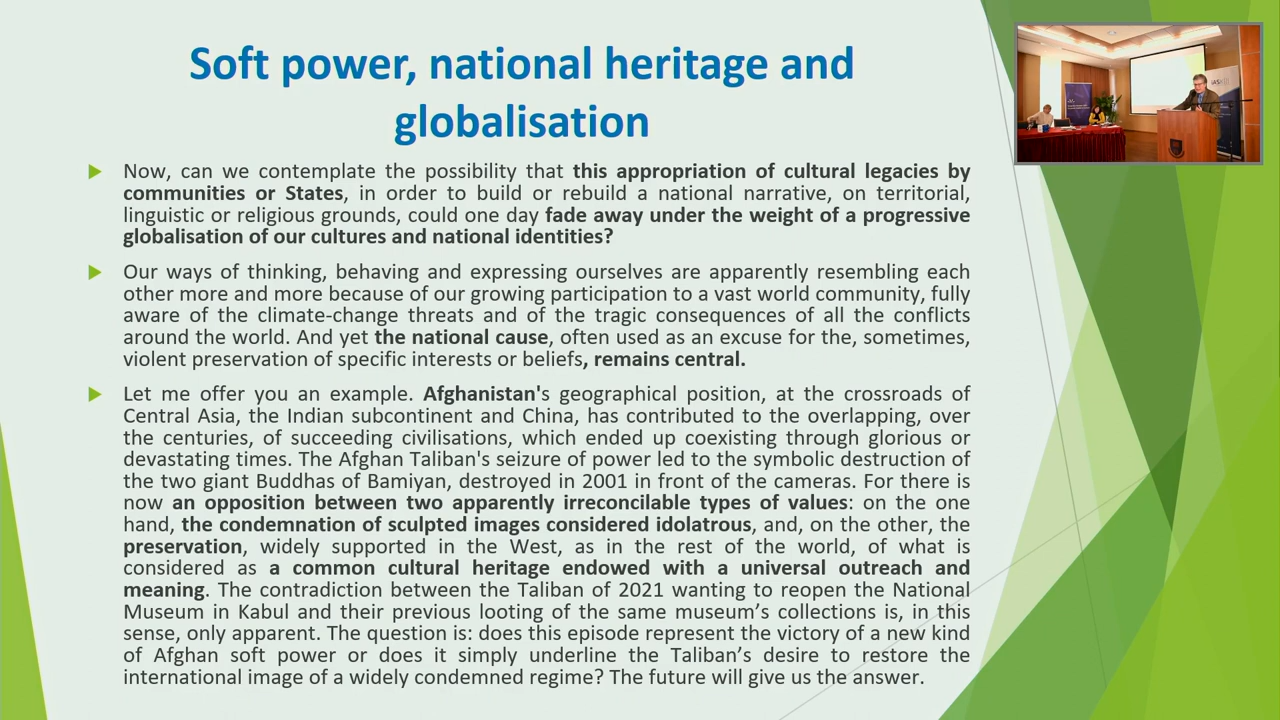 Soft power, national heritage and
globalisation
Now, can we contemplate the possibility that this appropriation of cultural legacies by
communities or States, in order to build or rebuild a national narrative, on territorial,
linguistic or religious grounds, could one day fade away under the weight of a progressive
globalisation of our cultures and national identities?
Our ways of thinking, behaving and expressing ourselves are apparently resembling each
other more and more because of our growing participation to a vast world community, fully
aware of the climate-change threats and of the tragic consequences of all the conflicts
around the world. And yet the national cause, often used as an excuse for the, sometimes,
violent preservation of specific interests or beliefs, remains central.
Let me offer you an example. Afghanistan's geographical position, at the crossroads of
Central Asia, the Indian subcontinent and China, has contributed to the overlapping, over
the centuries, of succeeding civilisations, which ended up coexisting through glorious or
devastating times. The Afghan Taliban's seizure of power led to the symbolic destruction of
the two giant Buddhas of Bamiyan, destroyed in 2001 in front of the cameras. For there is
now an opposition between two apparently irreconcilable types of values: on the one
hand, the condemnation of sculpted images considered idolatrous, and, on the other, the
preservation, widely supported in the West, as in the rest of the world, of what is
considered as a common cultural heritage endowed with a universal outreach and
meaning. The contradiction between the Taliban of 2021 wanting to reopen the National
Museum in Kabul and their previous looting of the same museum’s collections is, in this
sense, only apparent. The question is: does this episode represent the victory of a new kind
of Afghan soft power or does it simply underline the Taliban’s desire to restore the
international image of a widely condemned regime? The future will give us the answer.